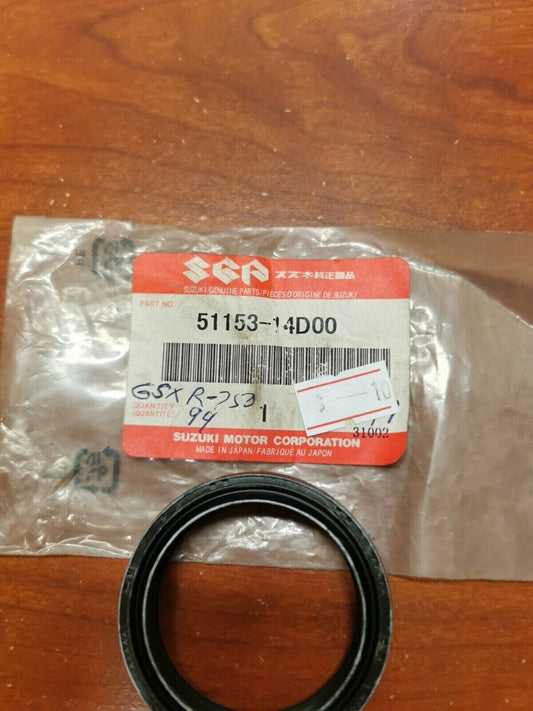 SGP スズキ純正部品
SUZUKI GENUINE PARTS/PIECES D'ORIGINE DE SUZUKI
PART NO.
51153-14D00
GSXR-750
QUANTITY
(QUANTITE)
94
1
$ 10
31002
SUZUKI MOTOR CORPORATION
MADE IN JAPAN/FABRIQUÉ AU JAPON